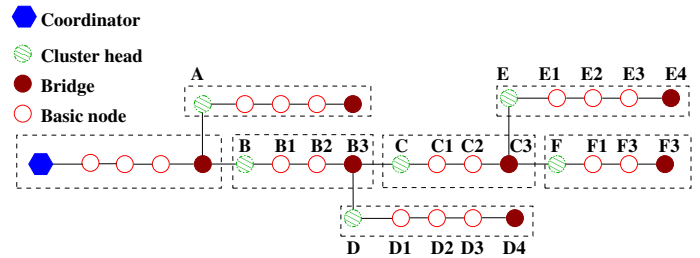 Coordinator
Cluster head
Bridge
Basic node
A
E E1 E2 E3 E4
B B1 B2 B3 C C1 C2 C3 F F1 F3 F3
D D1 D2 D3 D4